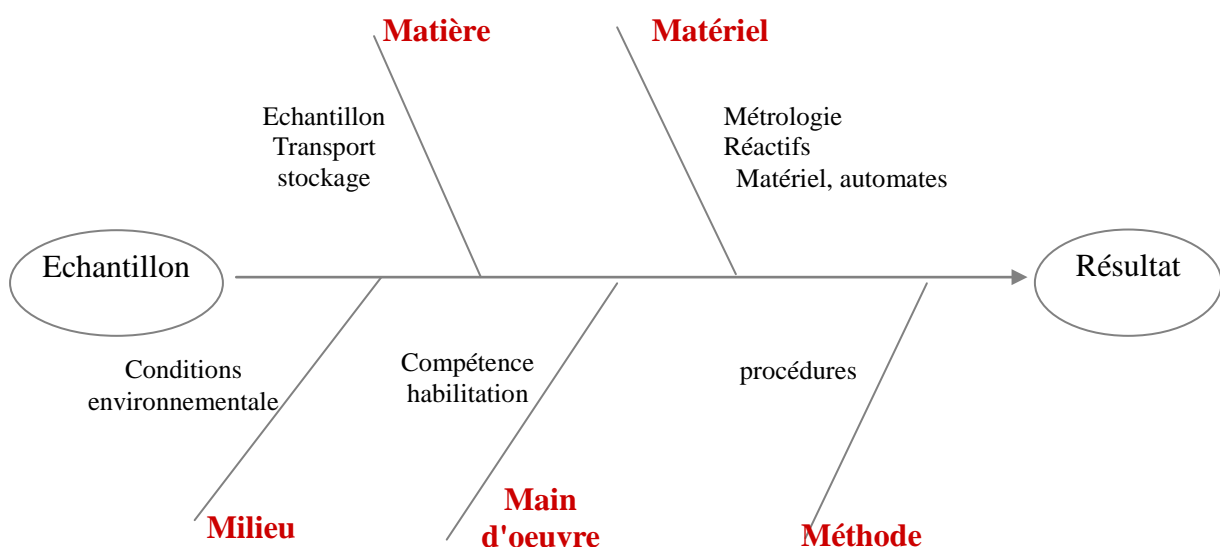 Matière
Matériel
Echantillon
Transport
stockage
Métrologie
Réactifs
Matériel, automates
Echantillon
Résultat
Conditions
environnementale
Compétence
habilitation
procédures
Milieu
Main
d'oeuvre
Méthode